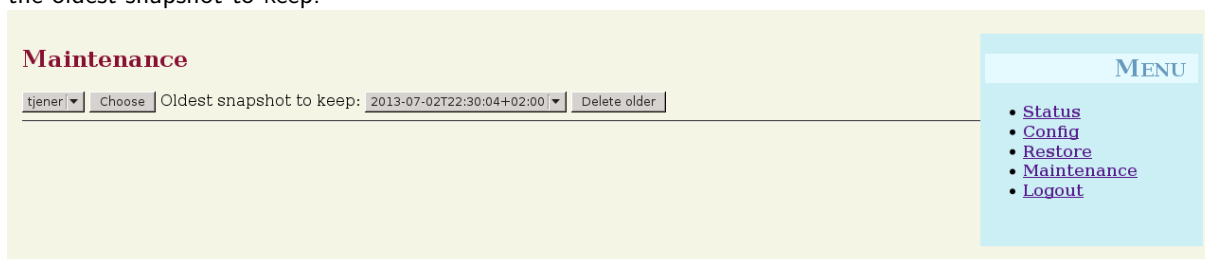 the oldest snapshot to keep.
Maintenance
tjener Choose Oldest snapshot to keep: 2013-07-02T22:30:04+02:00 Delete older
MENU
Status
Config
Restore
Maintenance
Logout